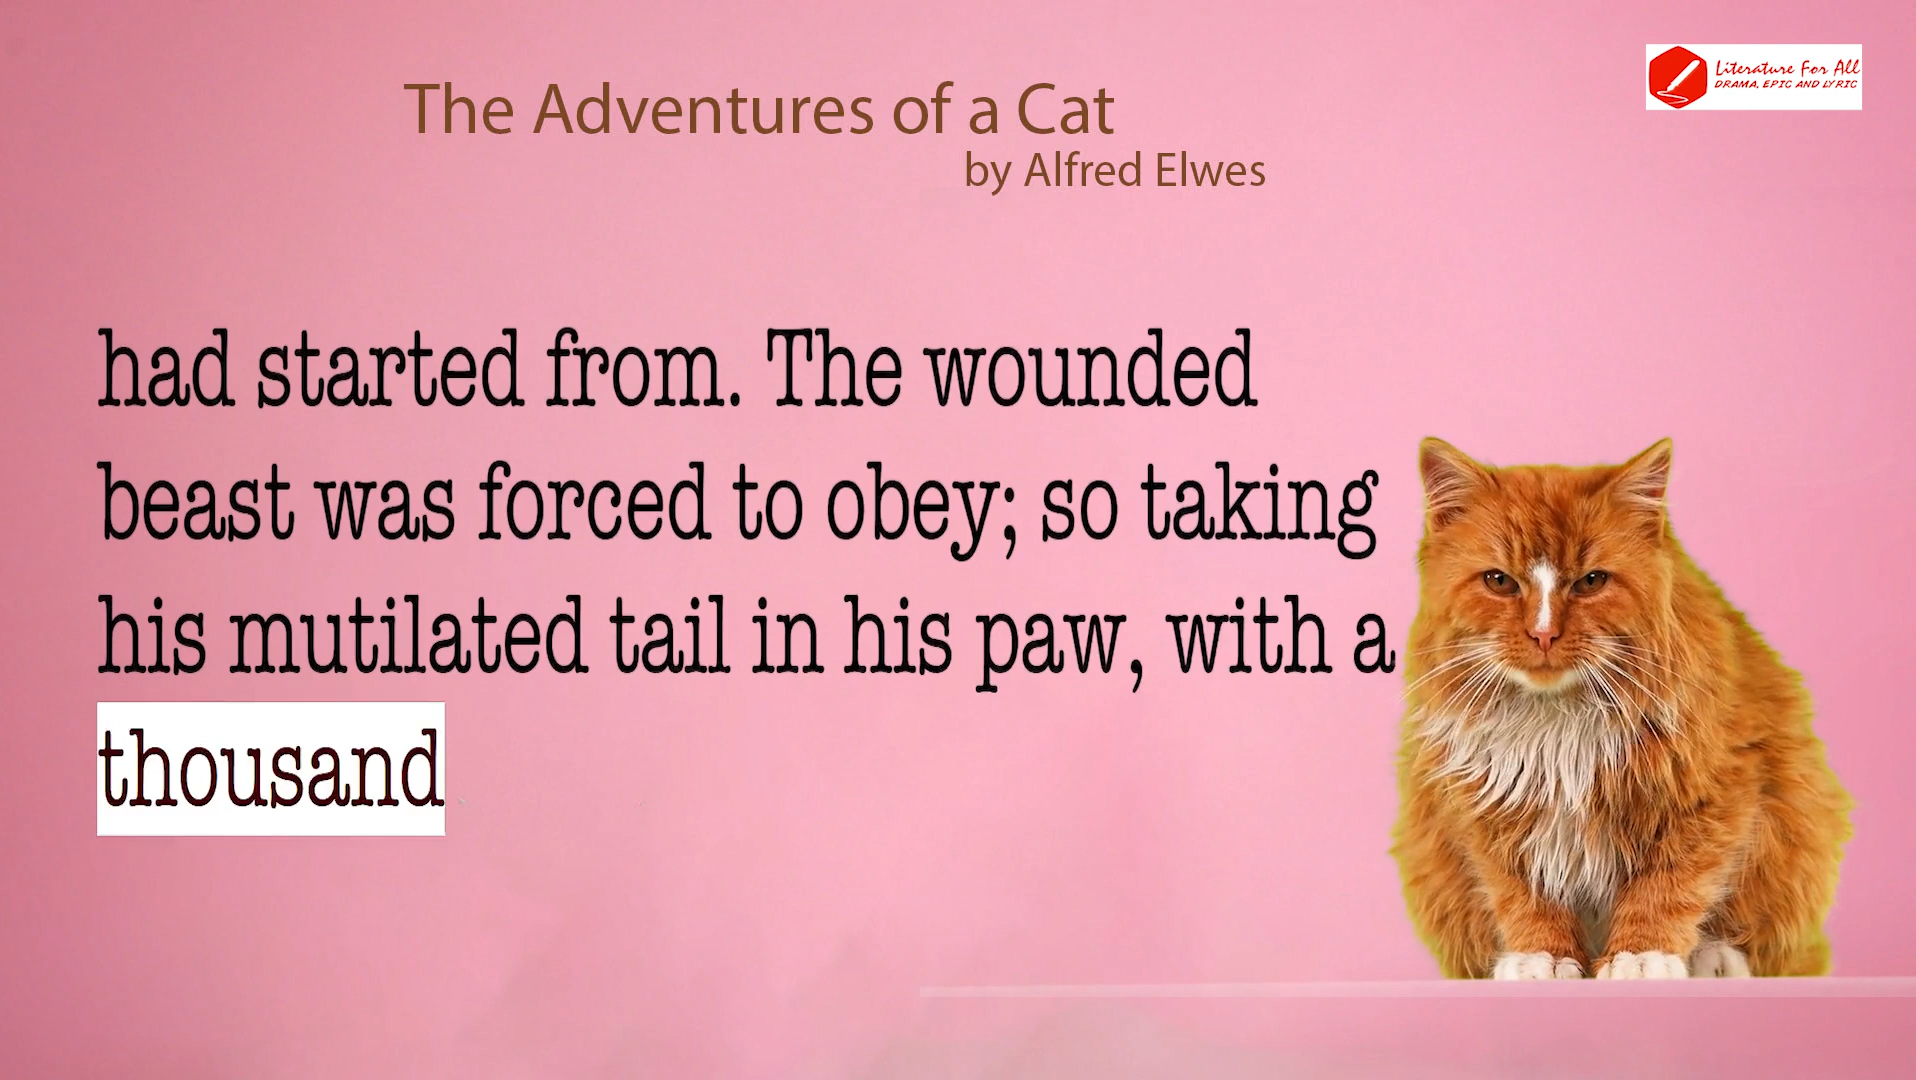 The Adventures of a Cat
by Alfred Elwes
Literature For All
DRAMA, EPIC AND LYRIC
had started from. The wounded
beast was forced to obey; so taking
his mutilated tail in his paw, with a
thousand